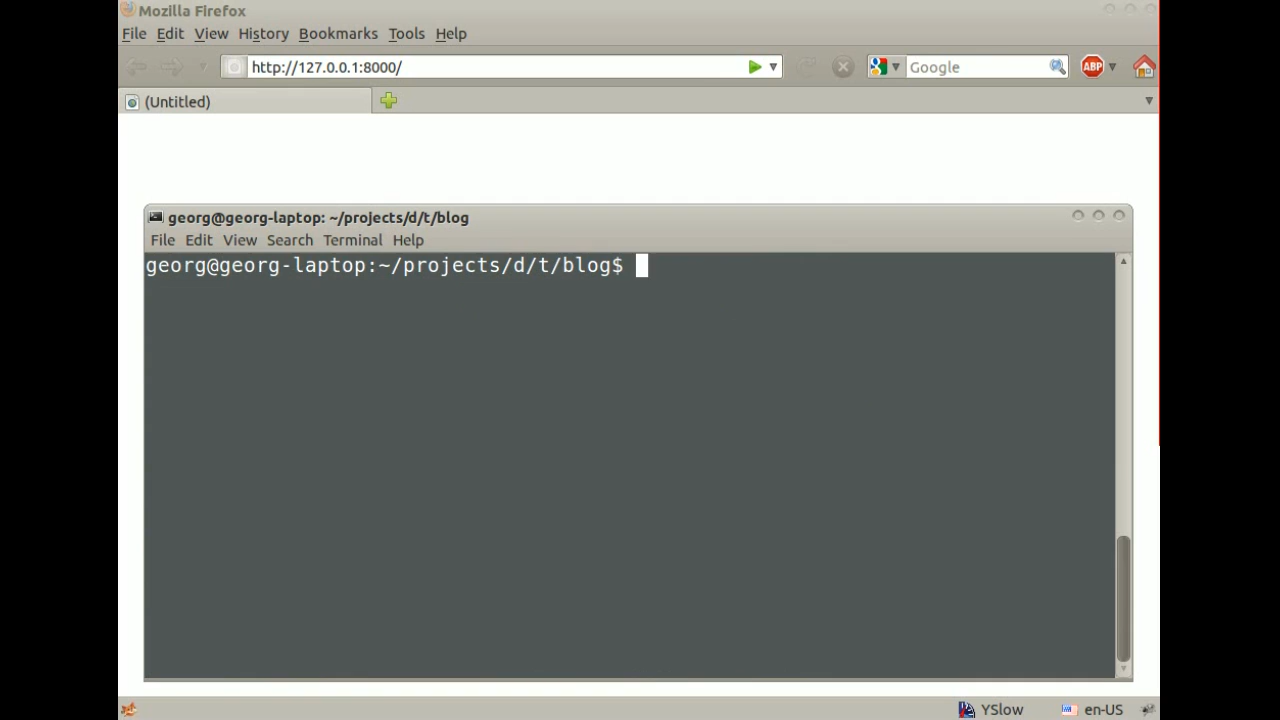 Mozilla Firefox
File Edit View History Bookmarks Tools Help
http://127.0.0.1:8000/ Google ABP
(Untitled)
georg@georg-laptop: ~/projects/d/t/blog
File Edit View Search Terminal Help
georg@georg-laptop:~/projects/d/t/blog$
YSlow en-US